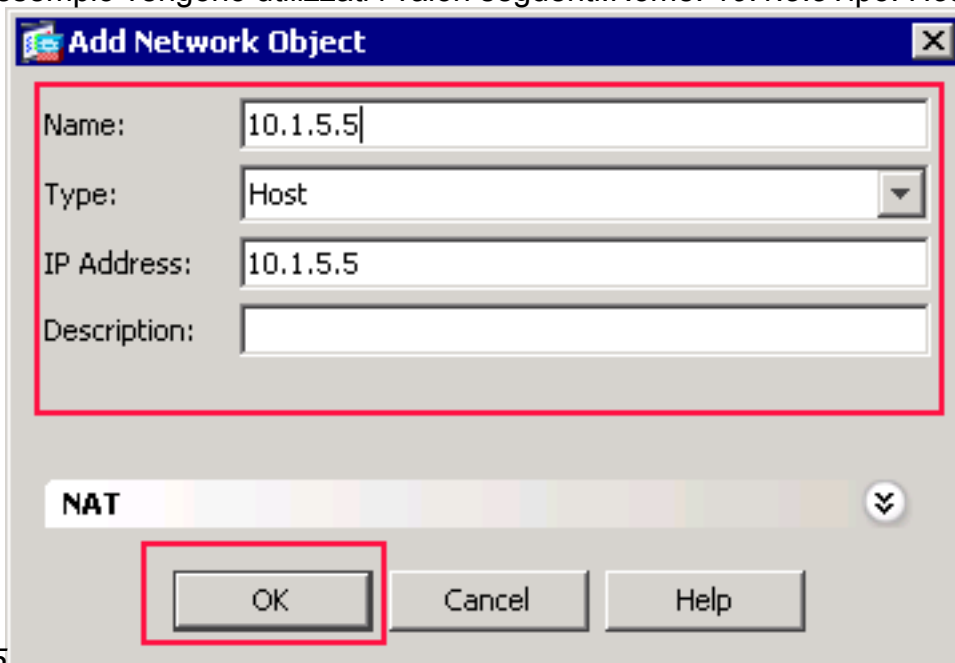 Add Network Object
Name: 10.1.5.5
Type: Host
IP Address: 10.1.5.5
Description:
NAT
OK Cancel Help
5